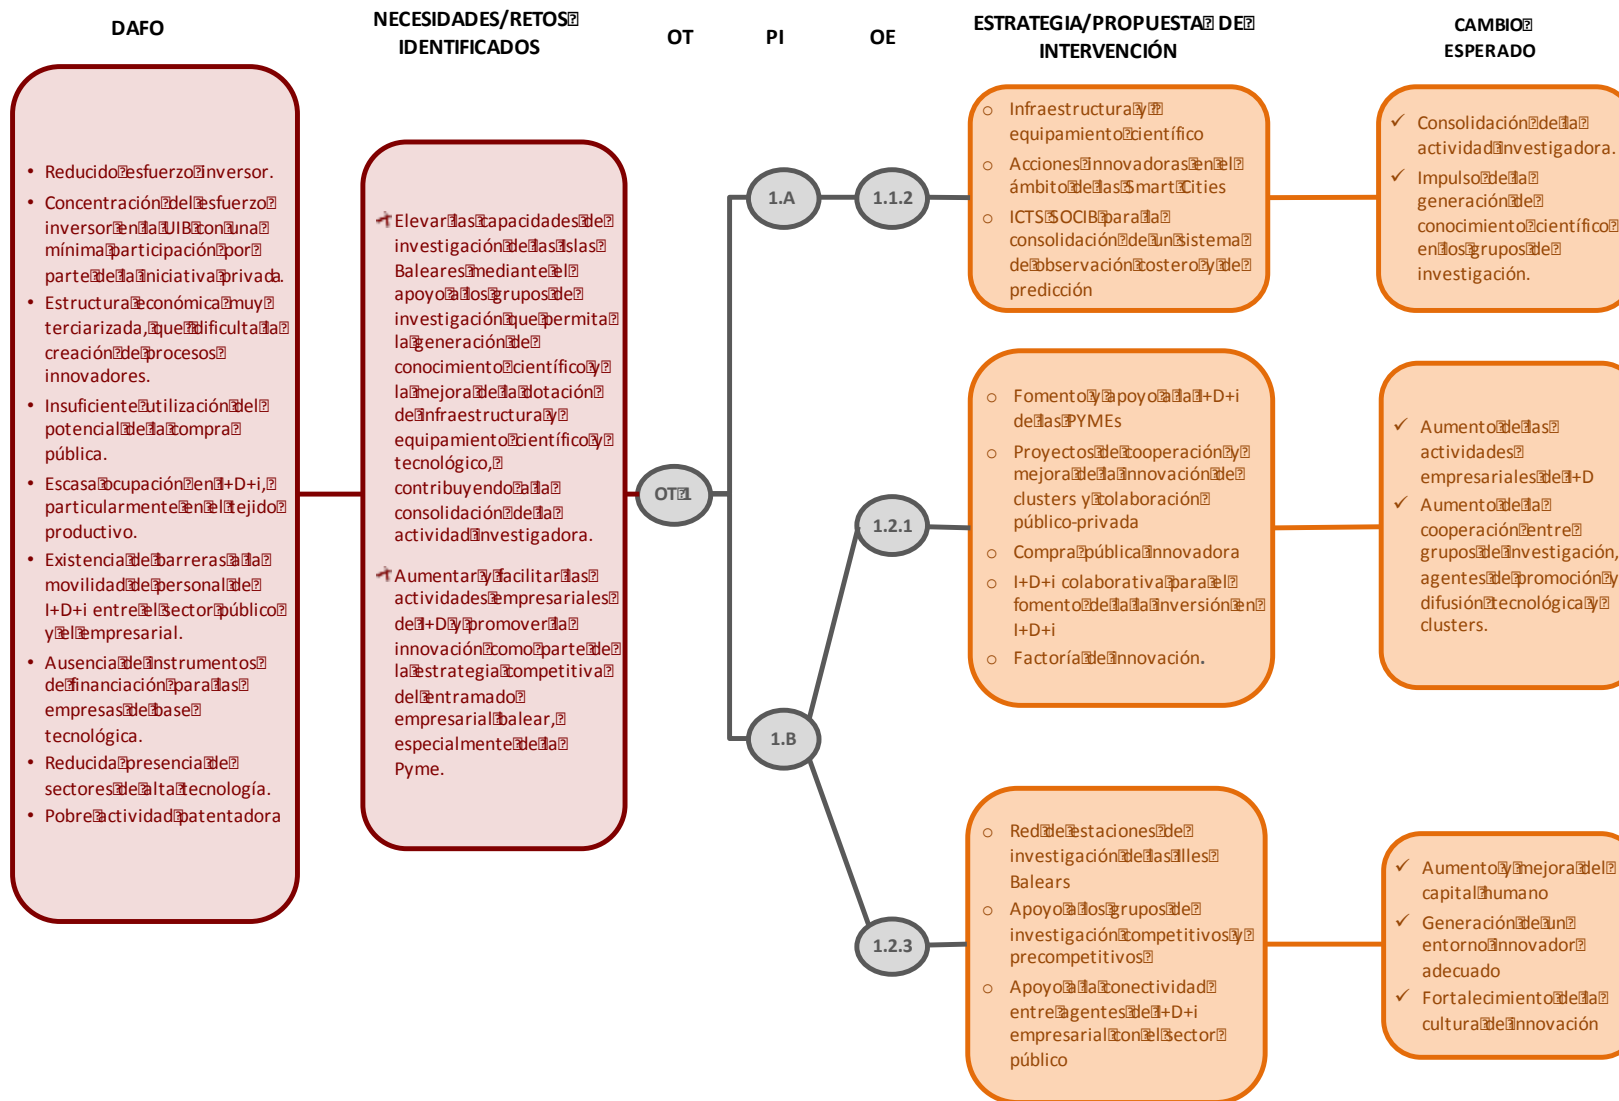 DAFO
NECESIDADES/RETOS
IDENTIFICADOS
OT
PI
OE
ESTRATEGIA/PROPUESTA DE
INTERVENCIÓN
CAMBIO
ESPERADO
• Reducido esfuerzo inversor.
• Concentración del esfuerzo
inversor en la UIB con una
mínima participación por
parte de la iniciativa privada.
• Estructura económica muy
terciarizada, que dificulta la
creación de procesos
innovadores.
• Insuficiente utilización del
potencial de la compra
pública.
• Escasa ocupación en I+D+i,
particularmente en el tejido
productivo.
• Existencia de barreras a la
movilidad de personal de
I+D+i entre el sector público
y el empresarial.
• Ausencia de instrumentos
de financiación para las
empresas de base
tecnológica.
• Reducida presencia de
sectores de alta tecnología.
• Pobre actividad patentadora
Elevar las capacidades de
investigación de las Islas
Baleares mediante el
apoyo a los grupos de
investigación que permita
la generación de
conocimiento científico y
la mejora de la dotación
de infraestructura y
equipamiento científico y
tecnológico,
contribuyendo a la
consolidación de la
actividad investigadora.
Aumentar y facilitar las
actividades empresariales
de I+D y promover la
innovación como parte de
la estrategia competitiva
del entramado
empresarial balear,
especialmente de la
Pyme.
OT 1
1.A
1.B
1.1.2
1.2.1
1.2.3
o Infraestructura y
equipamiento científico
o Acciones innovadoras en el
ámbito de las Smart Cities
o ICTS SOCIB para la
consolidación de un sistema
de observación costero y de
predicción
✓ Consolidación de la
actividad investigadora.
✓ Impulso de la
generación de
conocimiento científico
en los grupos de
investigación.
o Fomento y apoyo a la I+D+i
de las PYMEs
o Proyectos de cooperación y
mejora de la innovación de
clusters y colaboración
público-privada
o Compra pública innovadora
o I+D+i colaborativa para el
fomento de la la inversión en
I+D+i
o Factoría de Innovación.
✓ Aumento de las
actividades
empresariales de I+D
✓ Aumento de la
cooperación entre
grupos de investigación,
agentes de promoción y
difusión tecnológica y
clusters.
o Red de estaciones de
investigación de las Illes
Balears
o Apoyo a los grupos de
investigación competitivos y
precompetitivos
o Apoyo a la conectividad
entre agentes de I+D+i
empresarial con el sector
público
✓ Aumento y mejora del
capital humano
✓ Generación de un
entorno innovador
adecuado
✓ Fortalecimiento de la
cultura de innovación